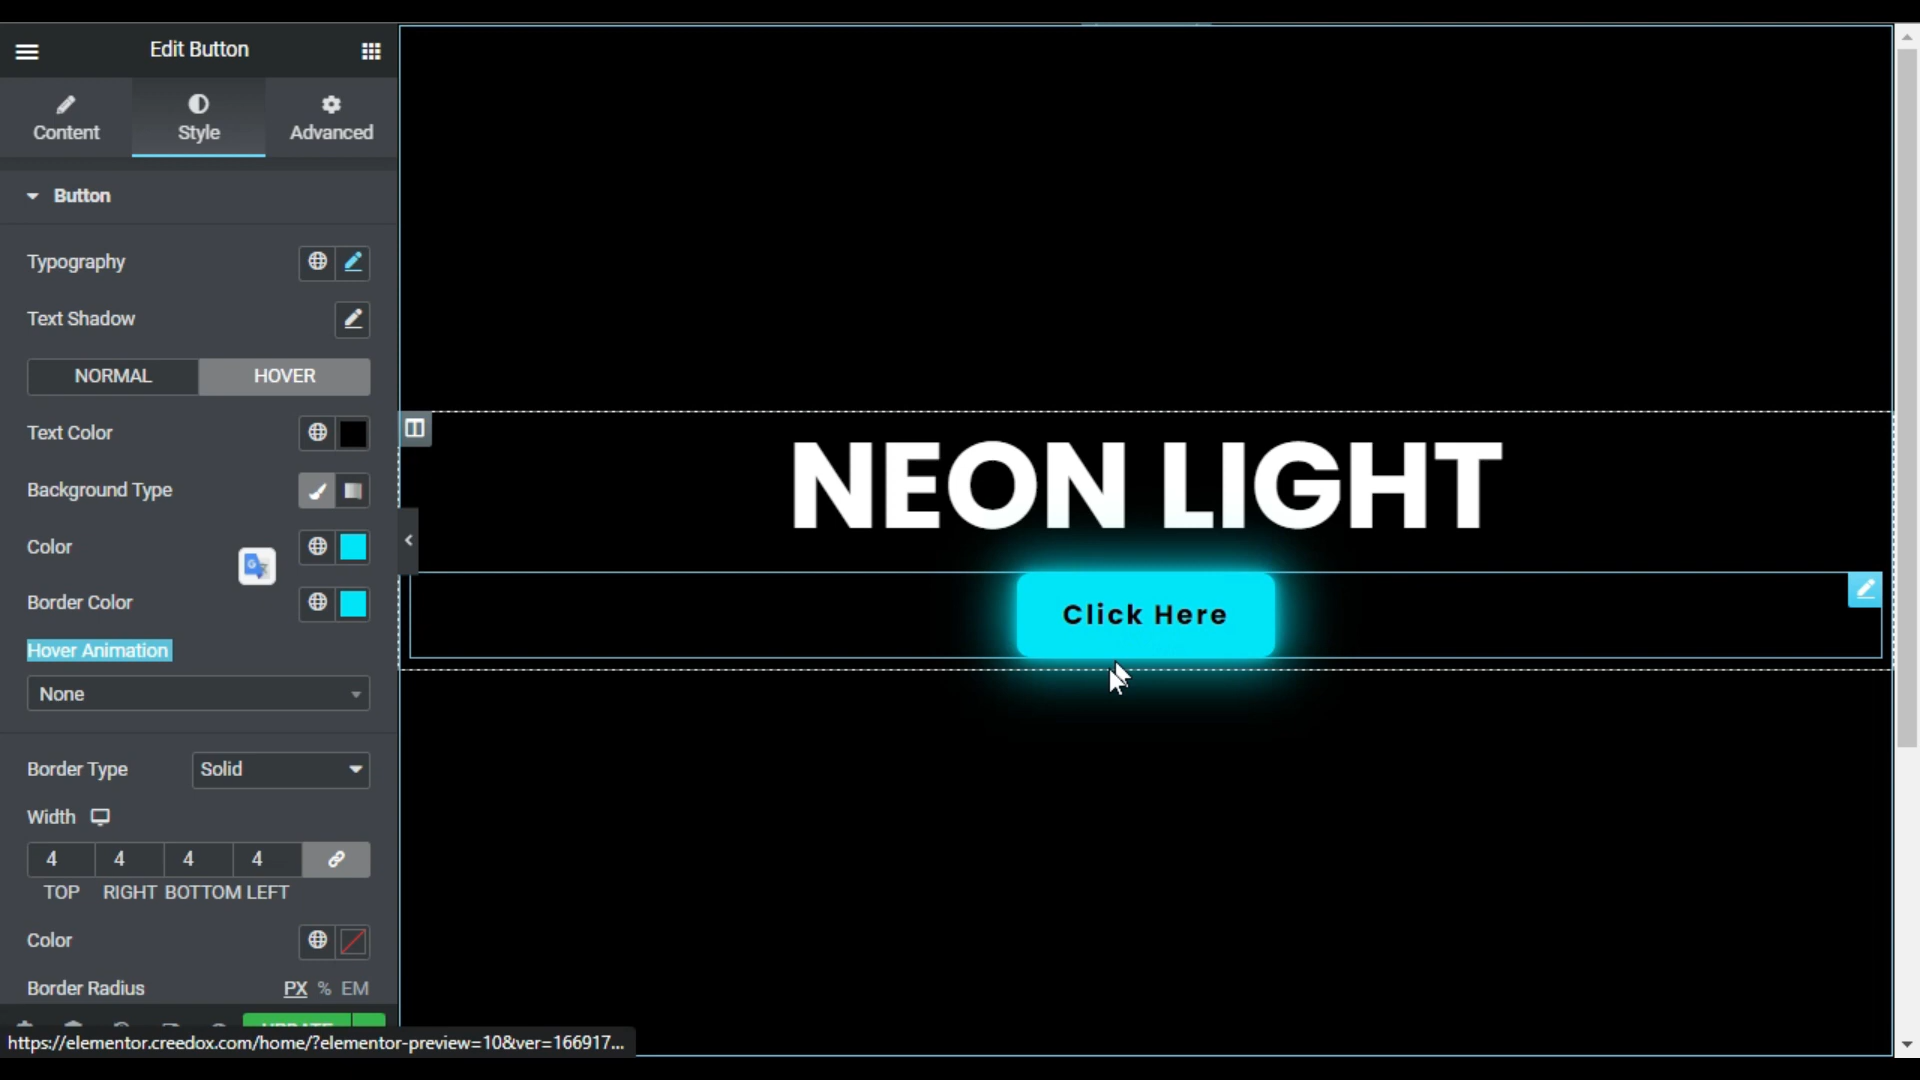 Edit Button
Content
Style
Advanced
Button
Typography
Text Shadow
NORMAL
HOVER
Text Color
Background Type
Color
Border Color
Hover Animation
None
Border Type
Solid
Width
4
4
4
4
TOP
RIGHT
BOTTOM
LEFT
Color
Border Radius
PX
%
EM
UPDATE
https://elementor.creedox.com/home/?elementor-preview=10&ver=166917...
NEON LIGHT
Click Here